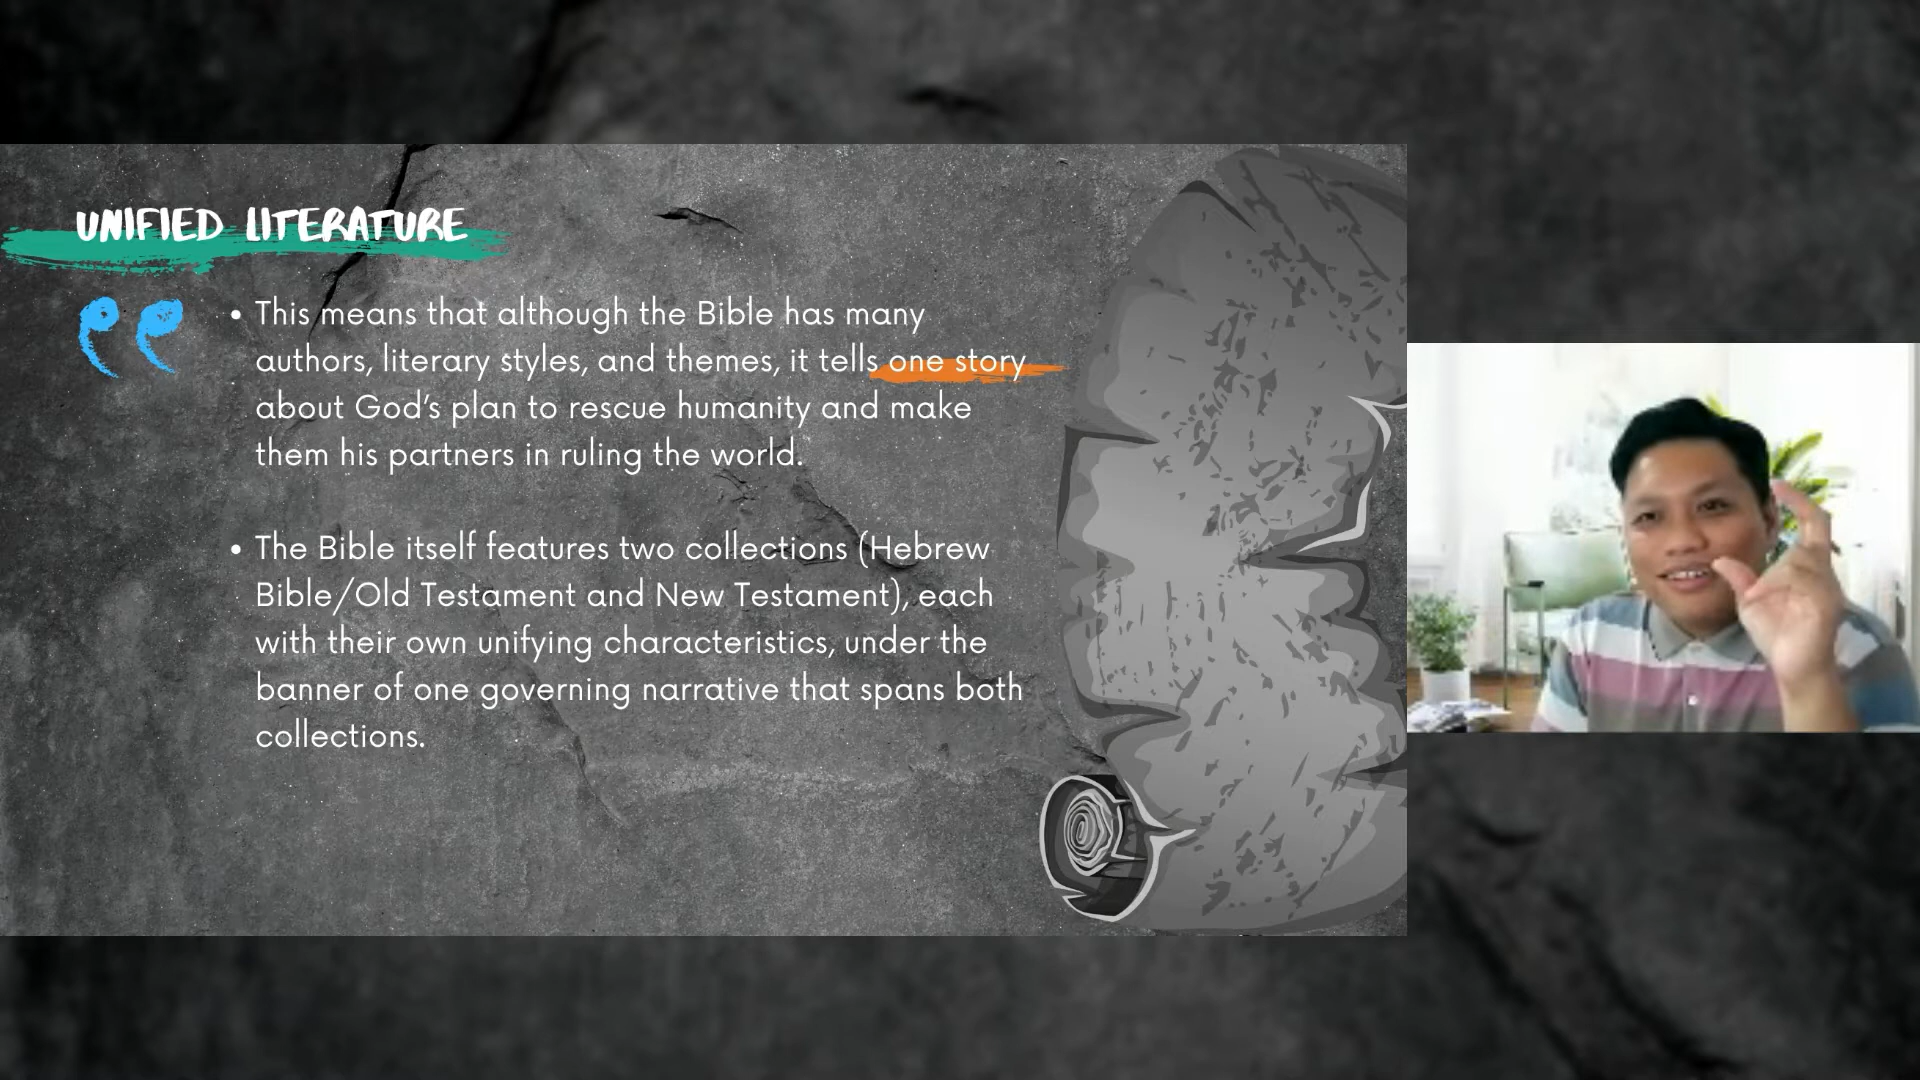 UNIFIED LITERATURE
• This means that although the Bible has many
authors, literary styles, and themes, it tells one story
about God's plan to rescue humanity and make
them his partners in ruling the world.
• The Bible itself features two collections (Hebrew
Bible/Old Testament and New Testament), each
with their own unifying characteristics, under the
banner of one governing narrative that spans both
collections.